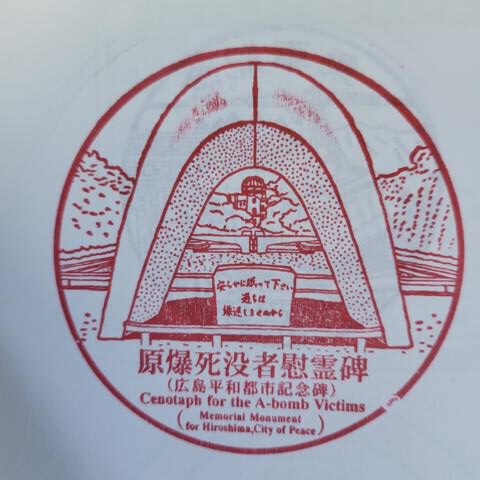 安らかに眠って下さい
過ちは
繰返しませぬから
原爆死没者慰霊碑
(広島平和都市記念碑)
Cenotaph for the A-bomb Victims
(Memorial Monument
for Hiroshima,City of Peace)